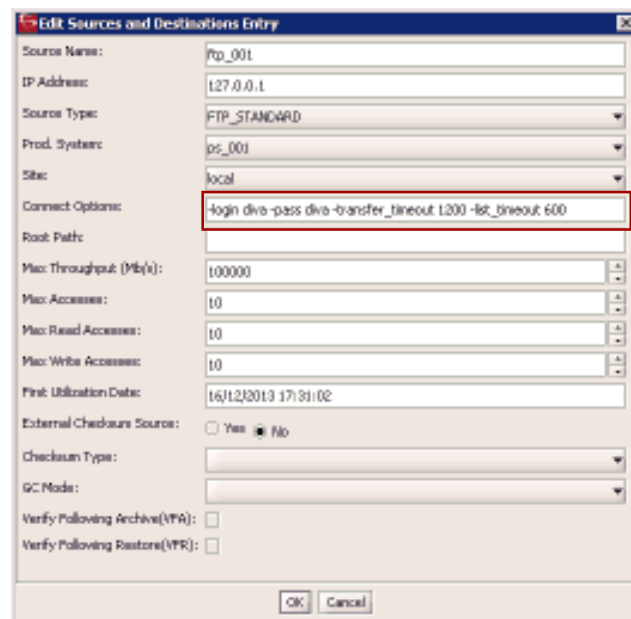 Edit Sources and Destinations Entry
Source Name: ftp_001
IP Address: 127.0.0.1
Source Type: FTP_STANDARD
Prod. System: ps_001
Site: local
Connect Options: -login diva -pass diva -transfer_timeout 1200 -list_timeout 600
Root Path:
Max Throughput (Mb/s): 100000
Max Accesses: 10
Max Read Accesses: 10
Max Write Accesses: 10
First Utilization Date: 16/12/2013 17:31:02
External Checksum Source: Yes No
Checksum Type:
GC Mode:
Verify Following Archive(VFA):
Verify Following Restore(VFR):
OK Cancel